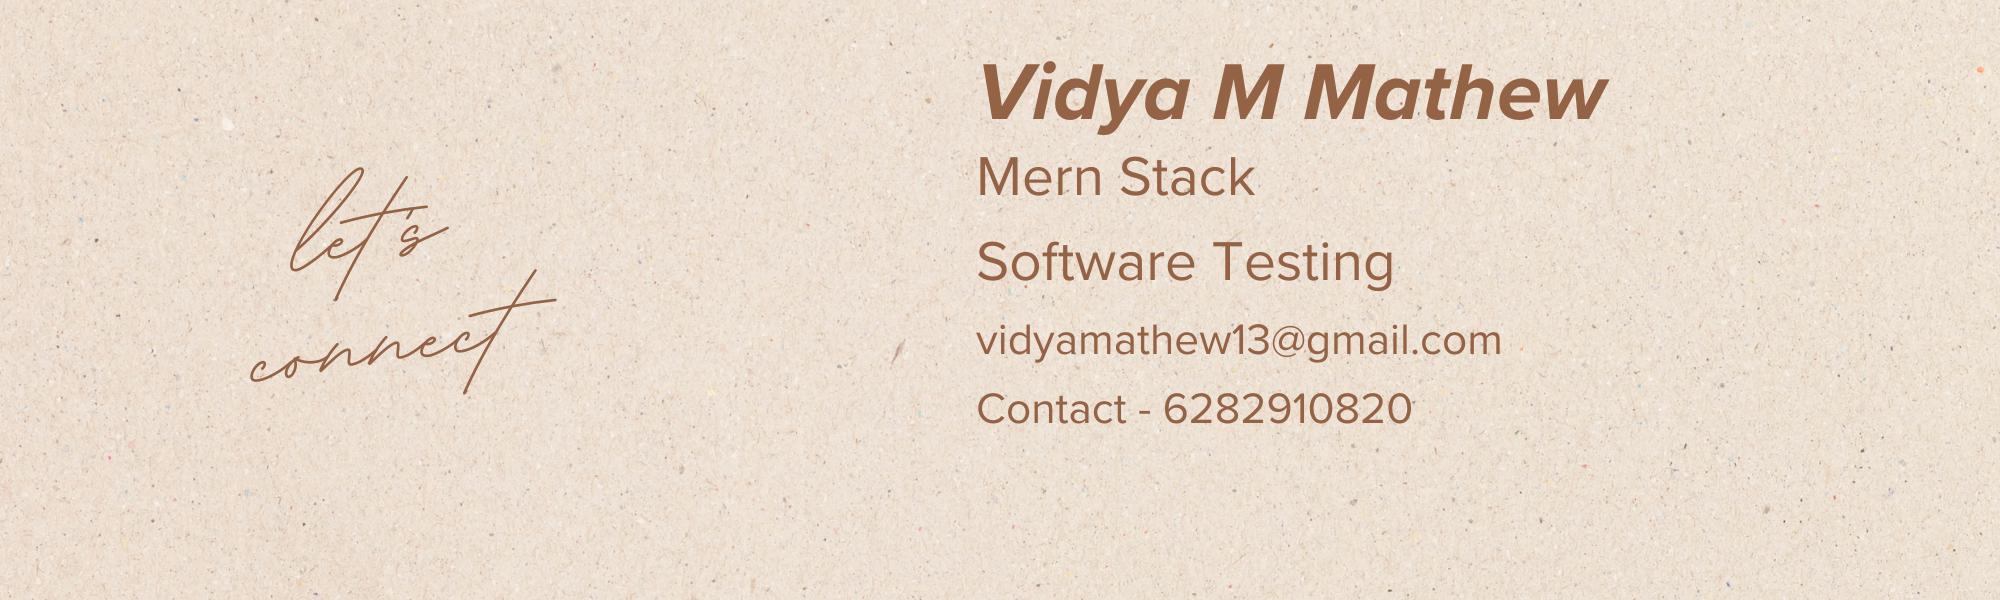 let's
connect
Vidya M Mathew
Mern Stack
Software Testing
vidyamathew13@gmail.com
Contact - 6282910820